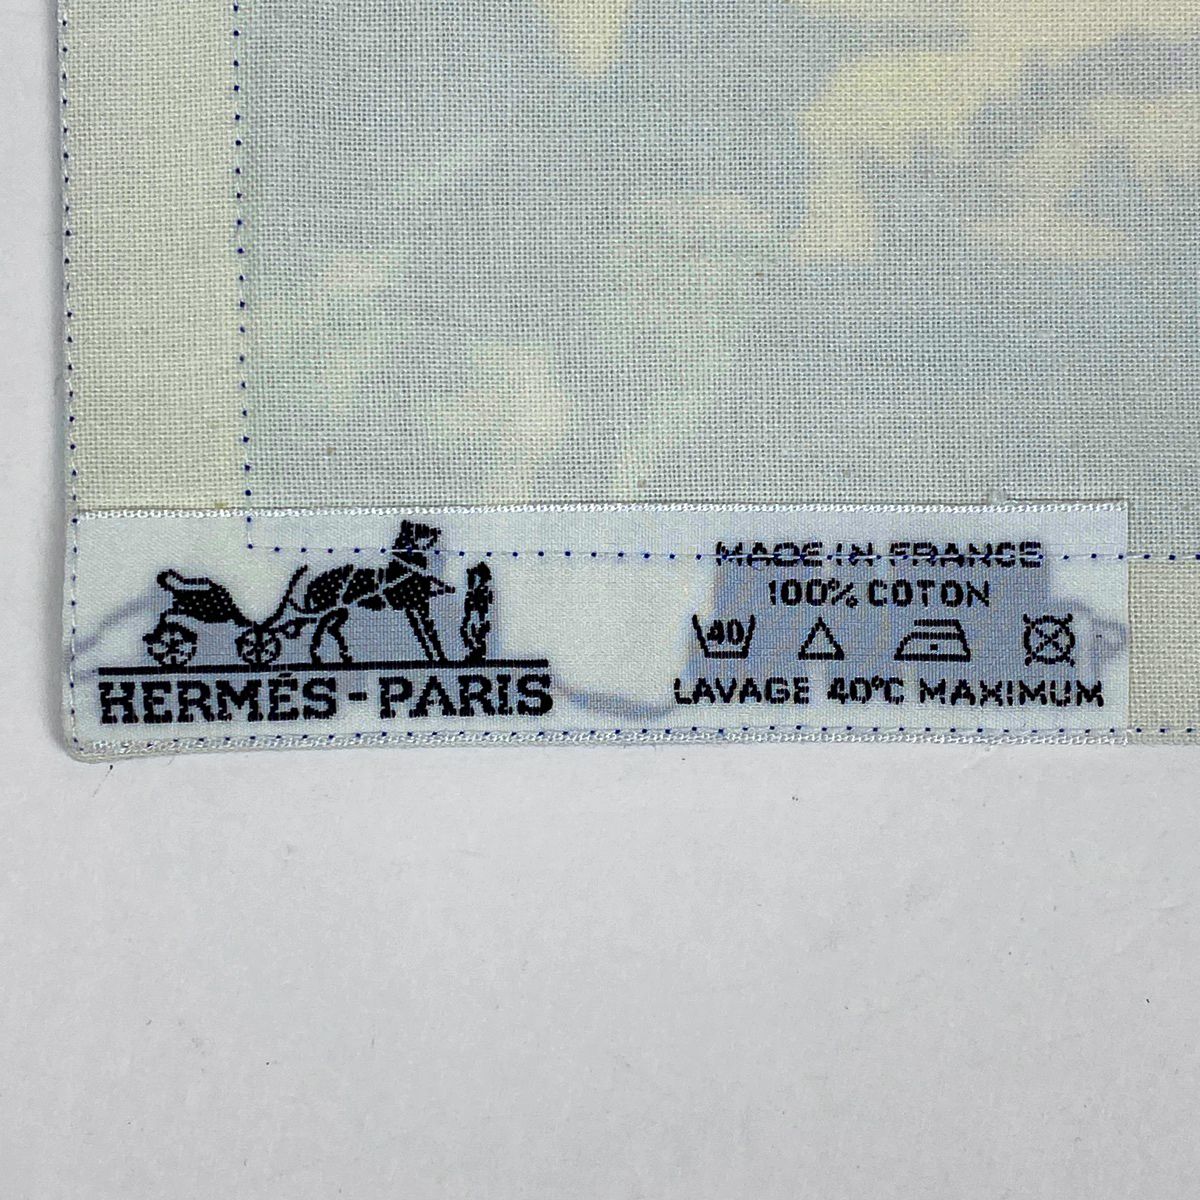 HERMÈS-PARIS
MADE IN FRANCE
100% COTON
40
LAVAGE 40°C MAXIMUM